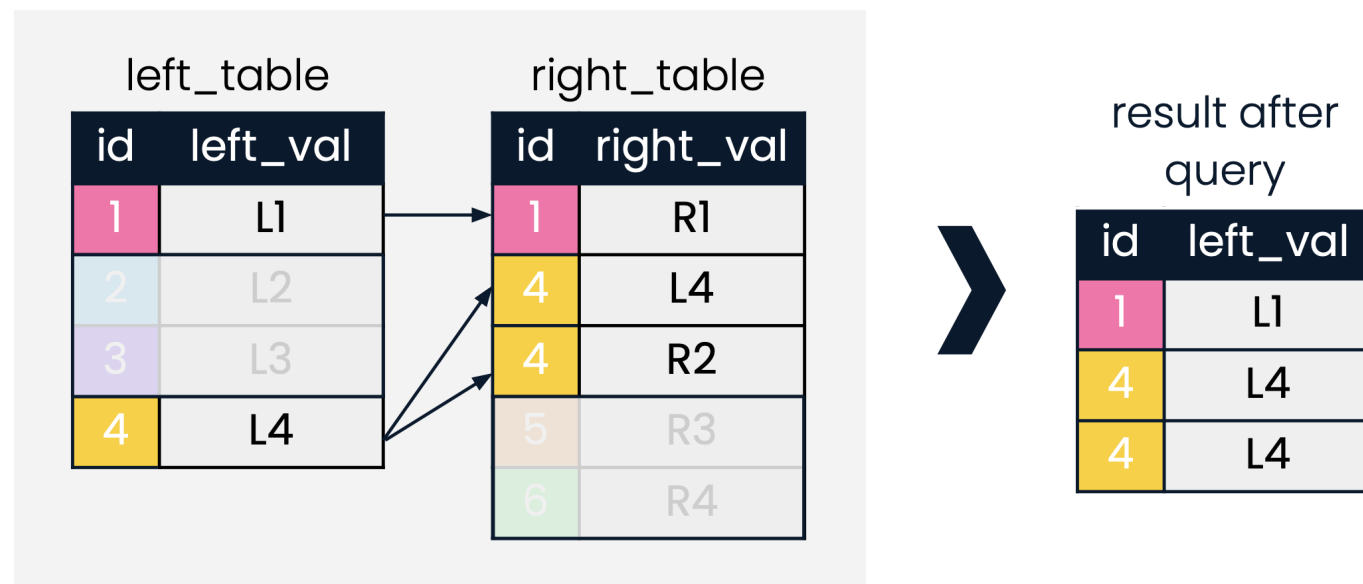 left_table
id left_val
1 L1
2 L2
3 L3
4 L4
right_table
id right_val
1 R1
4 L4
4 R2
5 R3
6 R4
result after
query
id left_val
1 L1
4 L4
4 L4